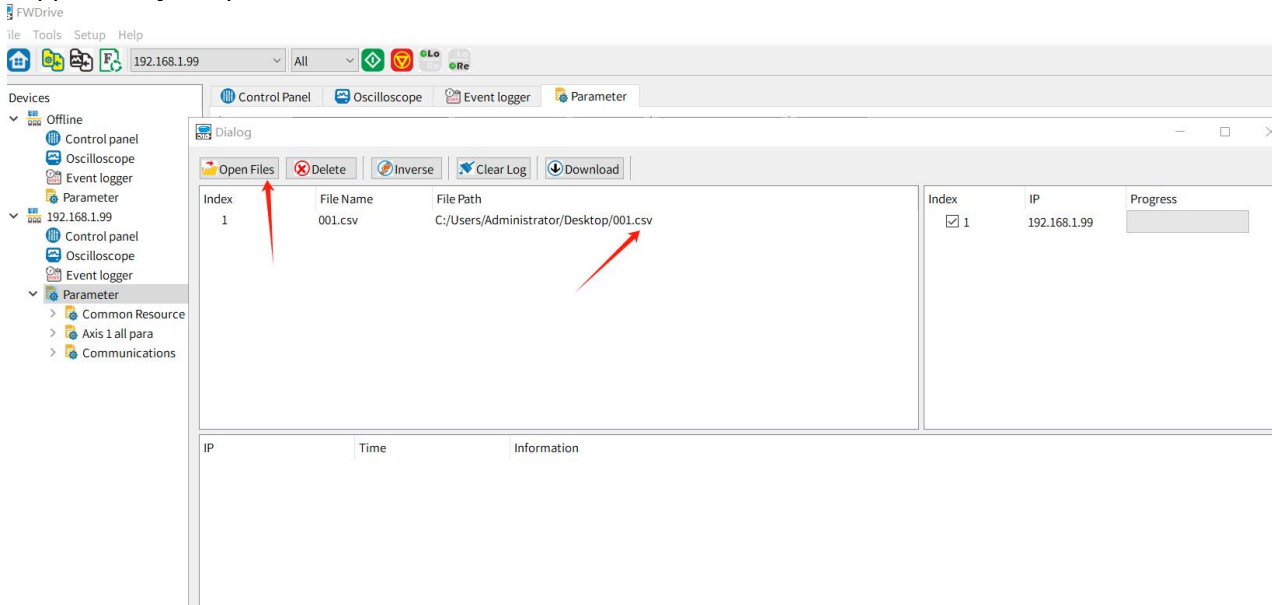 FWDrive
ile Tools Setup Help
192.168.1.99 All Lo Re
Devices
Control Panel Oscilloscope Event logger Parameter
Offline
Control panel
Oscilloscope
Event logger
Parameter
192.168.1.99
Control panel
Oscilloscope
Event logger
Parameter
Common Resource
Axis 1 all para
Communications
Dialog
Open Files Delete Inverse Clear Log Download
Index File Name File Path
1 001.csv C:/Users/Administrator/Desktop/001.csv
Index IP Progress
1 192.168.1.99
IP Time Information